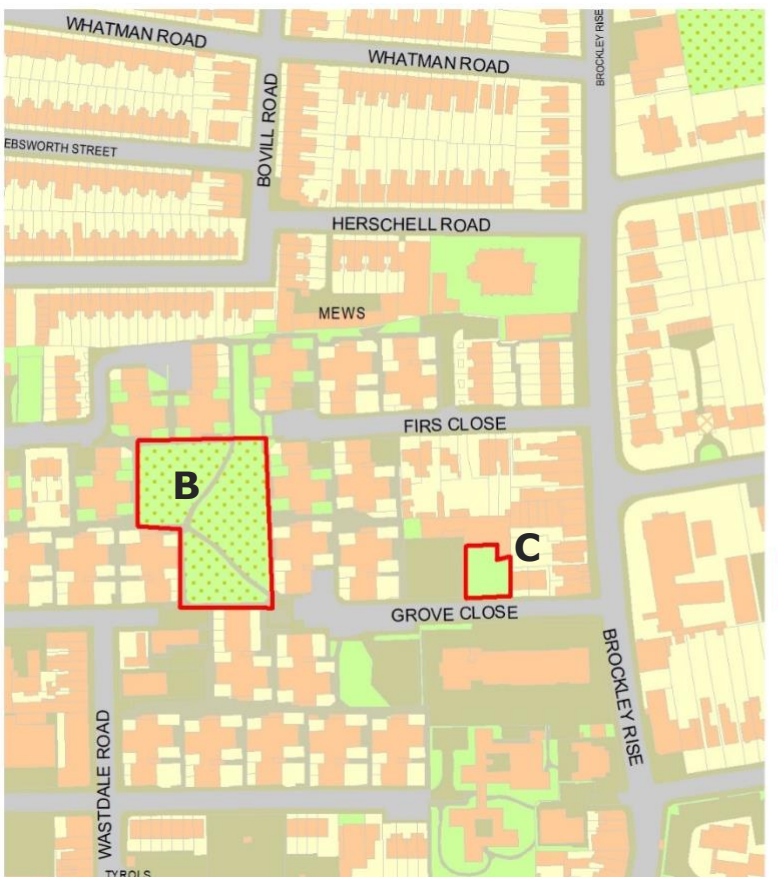 WHATMAN ROAD
WHATMAN ROAD
BROCKLEY RISE
BOVILL ROAD
EBSWORTH STREET
HERSCHELL ROAD
MEWS
FIRS CLOSE
B
C
GROVE CLOSE
BROCKLEY RISE
WASTDALE ROAD
TYROLS